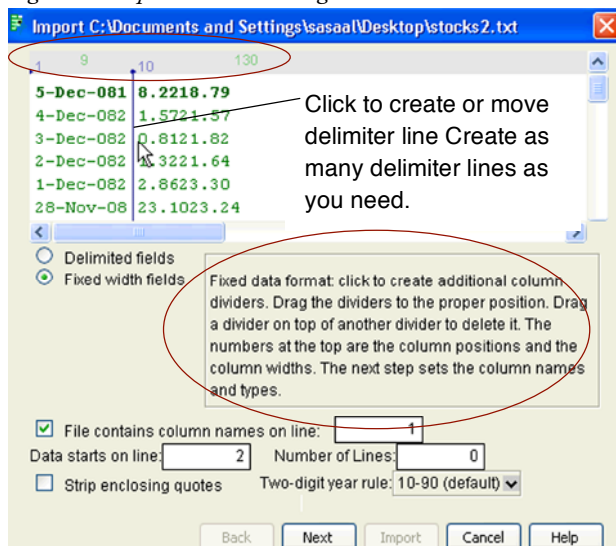 Import C:\Documents and Settings\sasaal\Desktop\stocks2.txt
1 9 10 130
5-Dec-081 8.2218.79
4-Dec-082 1.5721.57
3-Dec-082 0.8121.82
2-Dec-082 .3221.64
1-Dec-082 2.8623.30
28-Nov-08 23.1023.24
Click to create or move
delimiter line Create as
many delimiter lines as
you need.
Delimited fields
Fixed width fields
Fixed data format: click to create additional column
dividers. Drag the dividers to the proper position. Drag
a divider on top of another divider to delete it. The
numbers at the top are the column positions and the
column widths. The next step sets the column names
and types.
File contains column names on line: 1
Data starts on line: 2 Number of Lines: 0
Strip enclosing quotes Two-digit year rule: 10-90 (default)
Back Next Import Cancel Help